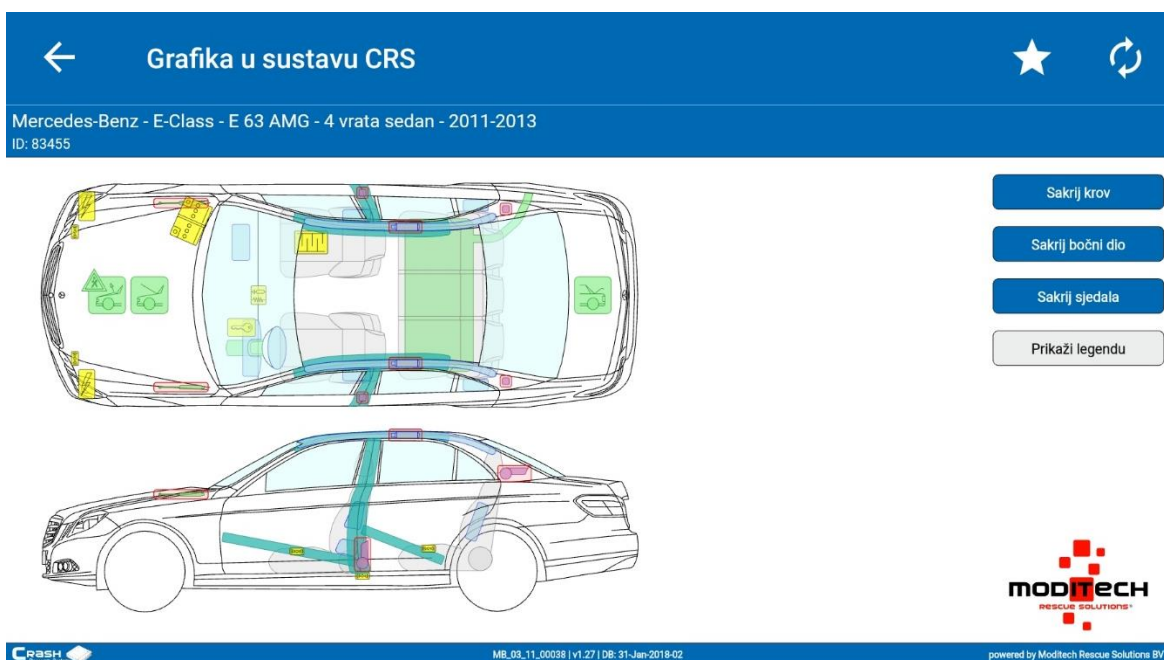 Grafika u sustavu CRS
Mercedes-Benz - E-Class - E 63 AMG - 4 vrata sedan - 2011-2013
ID: 83455
Sakrij krov
Sakrij bočni dio
Sakrij sjedala
Prikaži legendu
MODITECH
RESCUE SOLUTIONS
CRASH
MB_03_11_00038 | v1.27 | DB: 31-Jan-2018-02
powered by Moditech Rescue Solutions BV